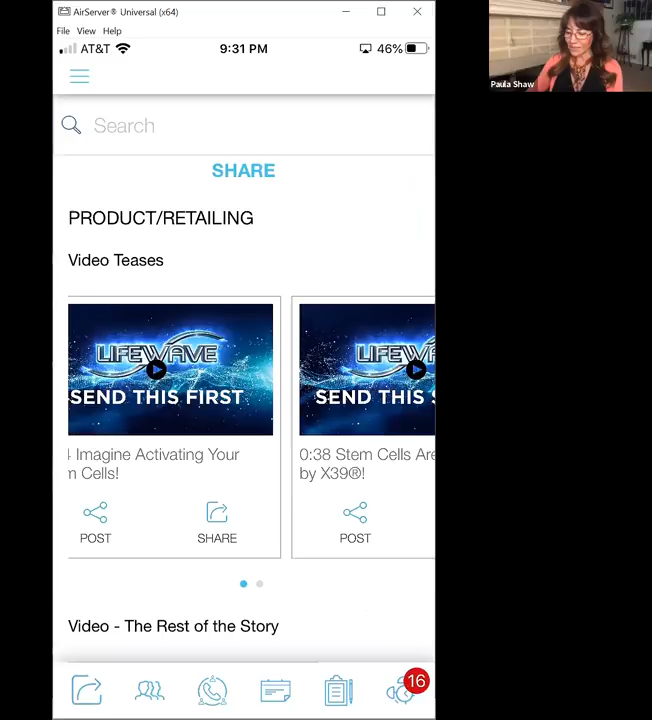 AirServer® Universal (x64)
File View Help
AT&T
9:31 PM
46%
Paula Shaw
Search
SHARE
PRODUCT/RETAILING
Video Teases
LIFEWAVE
SEND THIS FIRST
Imagine Activating Your
Cells!
POST
SHARE
LIFEW
SEND THIS
0:38 Stem Cells Are
by X39®!
POST
Video - The Rest of the Story
16